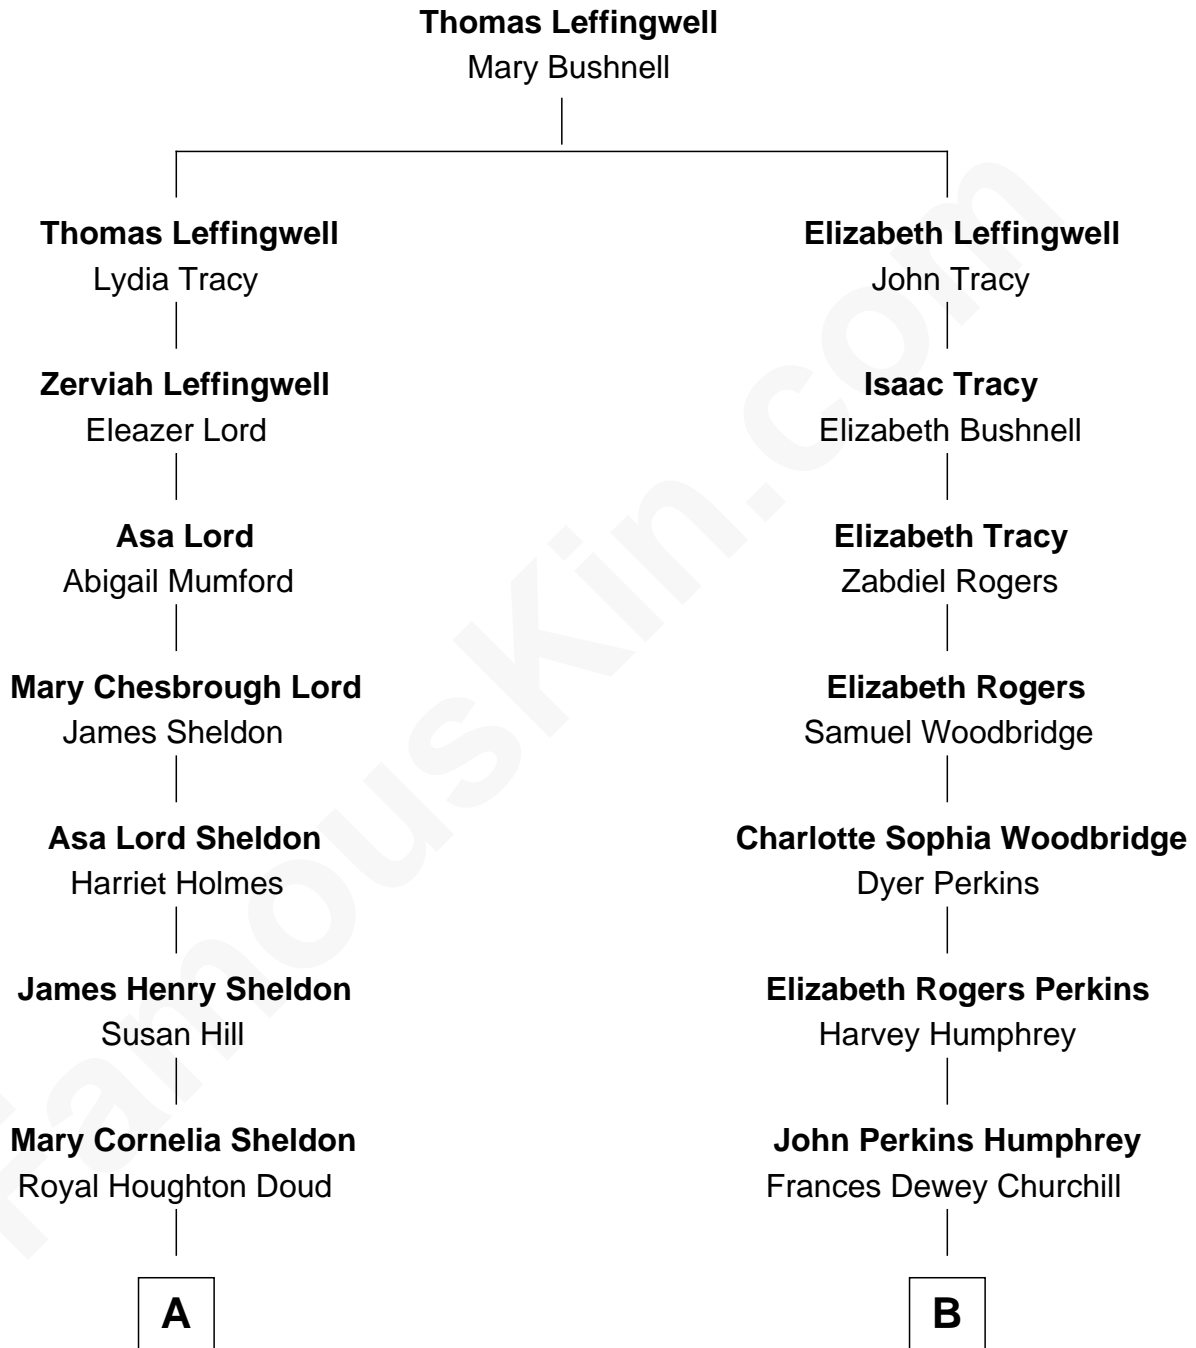 Thomas Leffingwell
Mary Bushnell
Thomas Leffingwell
Lydia Tracy
Elizabeth Leffingwell
John Tracy
Zerviah Leffingwell
Eleazer Lord
Isaac Tracy
Elizabeth Bushnell
Asa Lord
Abigail Mumford
Elizabeth Tracy
Zabdiel Rogers
Mary Chesbrough Lord
James Sheldon
Elizabeth Rogers
Samuel Woodbridge
Asa Lord Sheldon
Harriet Holmes
Charlotte Sophia Woodbridge
Dyer Perkins
James Henry Sheldon
Susan Hill
Elizabeth Rogers Perkins
Harvey Humphrey
Mary Cornelia Sheldon
Royal Houghton Doud
John Perkins Humphrey
Frances Dewey Churchill
A
B
FamousKin.com